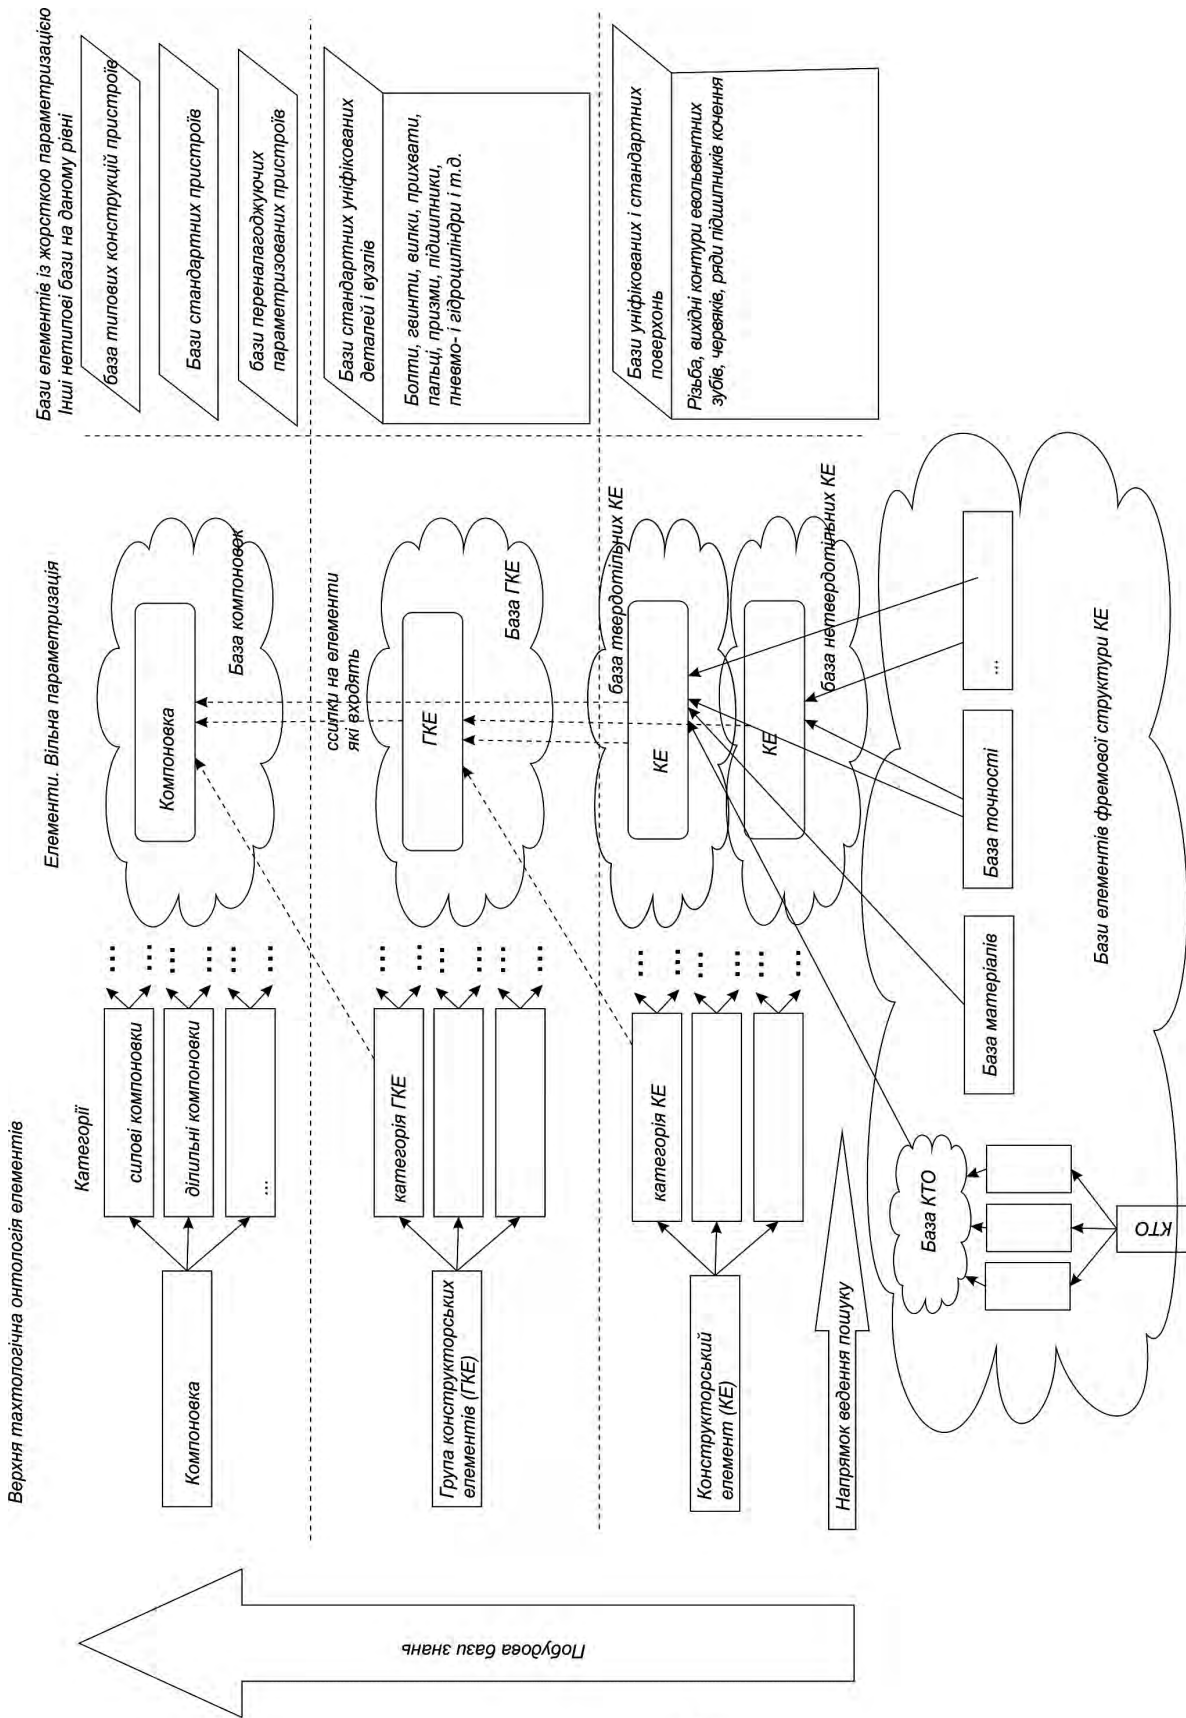 Верхня тахтологічна онтологія елементів
Категорії
Елементи. Вільна параметризація
Бази елементів із жорсткою параметризацією
Інші нетипові бази на даному рівні
Компоновка
силові компоновки
ділильні компоновки
...
Компоновка
База компоновок
база типових конструкцій пристроїв
Бази стандартних пристроїв
бази переналагоджуючих
параметризованих пристроїв
ссилки на елементи
які входять
Група конструкторських
елементів (ГКЕ)
категорія ГКЕ
ГКЕ
База ГКЕ
Бази стандартних уніфікованих
деталей і вузлів
Болти, гвинти, вилки, прихвати,
пальці, призми, підшипники,
пневмо- і гідроциліндри і т.д.
Конструкторський
елемент (КЕ)
категорія КЕ
база твердотільних КЕ
КЕ
КЕ
база нетвердотільних КЕ
Бази уніфікованих і стандартних
поверхонь
Різьба, вихідні контури евольвентних
зубів, червяків, ряди підшипників кочення
Напрямок ведення пошуку
База КТО
КТО
База матеріалів
База точності
...
Бази елементів фремової структури КЕ
Побудова бази знань